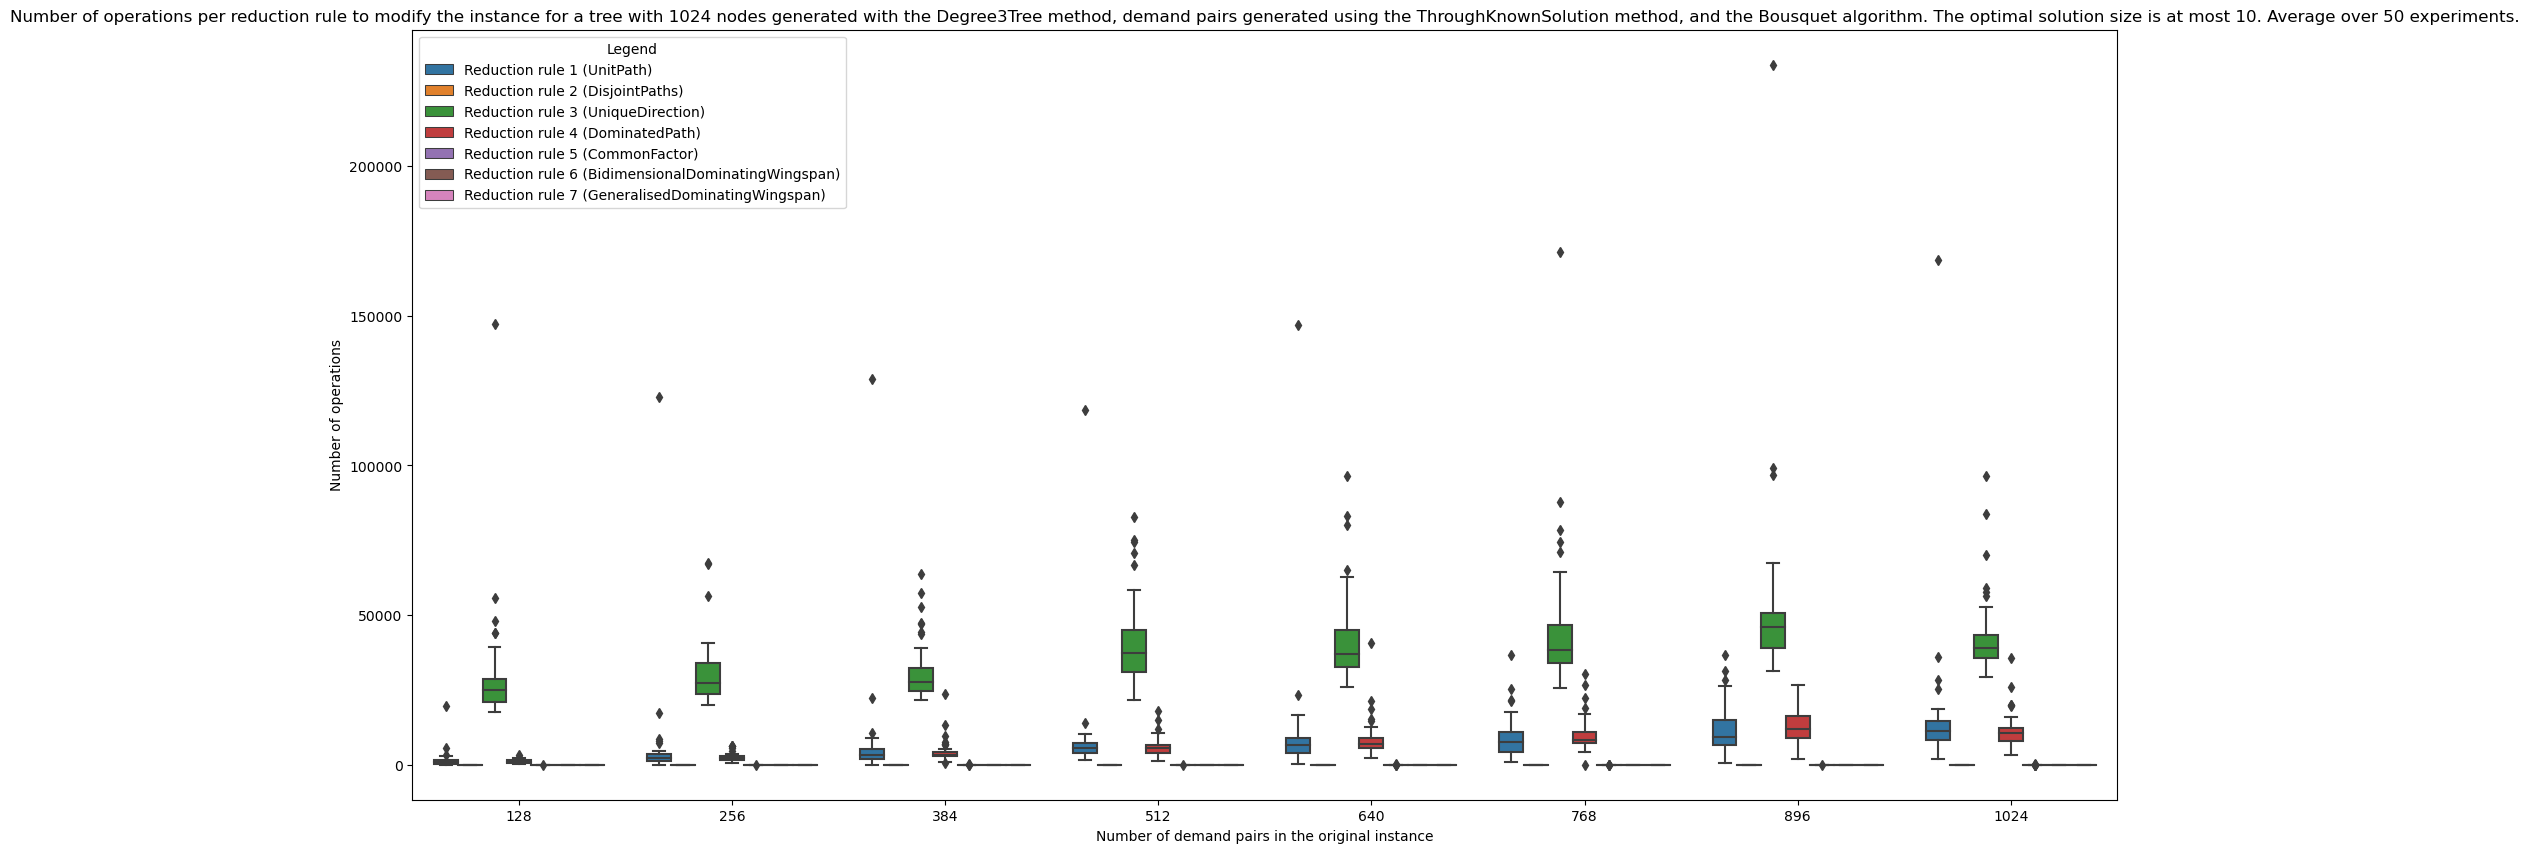 Number of operations per reduction rule to modify the instance for a tree with 1024 nodes generated with the Degree3Tree method, demand pairs generated using the ThroughKnownSolution method, and the Bousquet algorithm. The optimal solution size is at most 10. Average over 50 experiments.
Legend
Reduction rule 1 (UnitPath)
Reduction rule 2 (DisjointPaths)
Reduction rule 3 (UniqueDirection)
Reduction rule 4 (DominatedPath)
Reduction rule 5 (CommonFactor)
Reduction rule 6 (BidimensionalDominatingWingspan)
Reduction rule 7 (GeneralisedDominatingWingspan)
Number of operations
200000
150000
100000
50000
0
128 256 384 512 640 768 896 1024
Number of demand pairs in the original instance